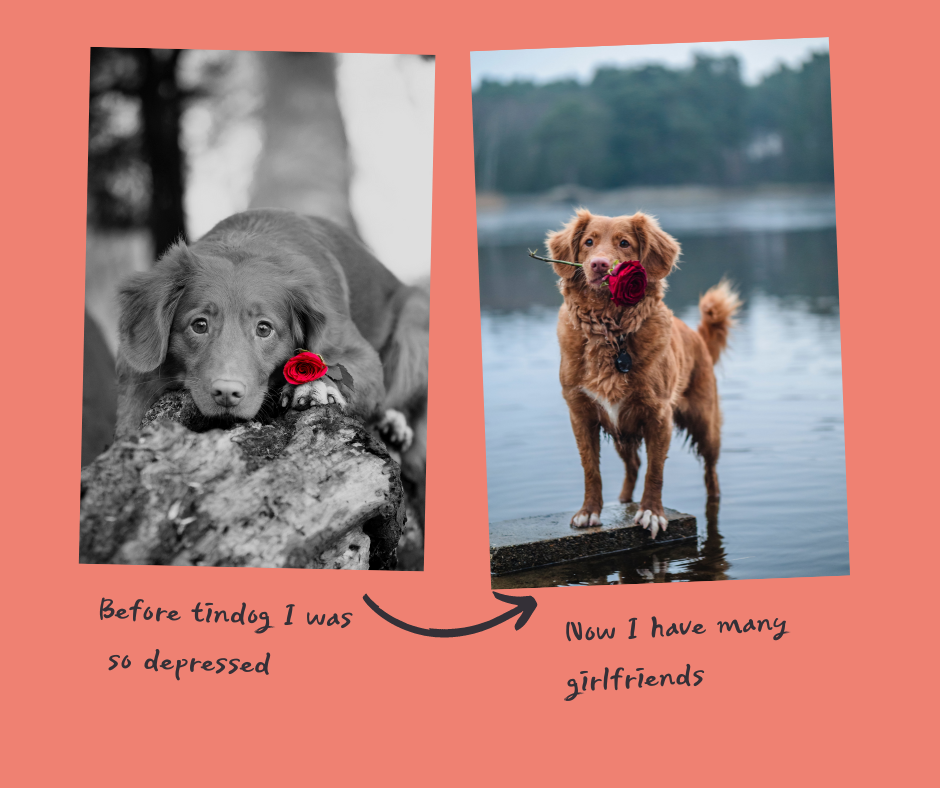 Before tindog I was
so depressed
Now I have many
girlfriends